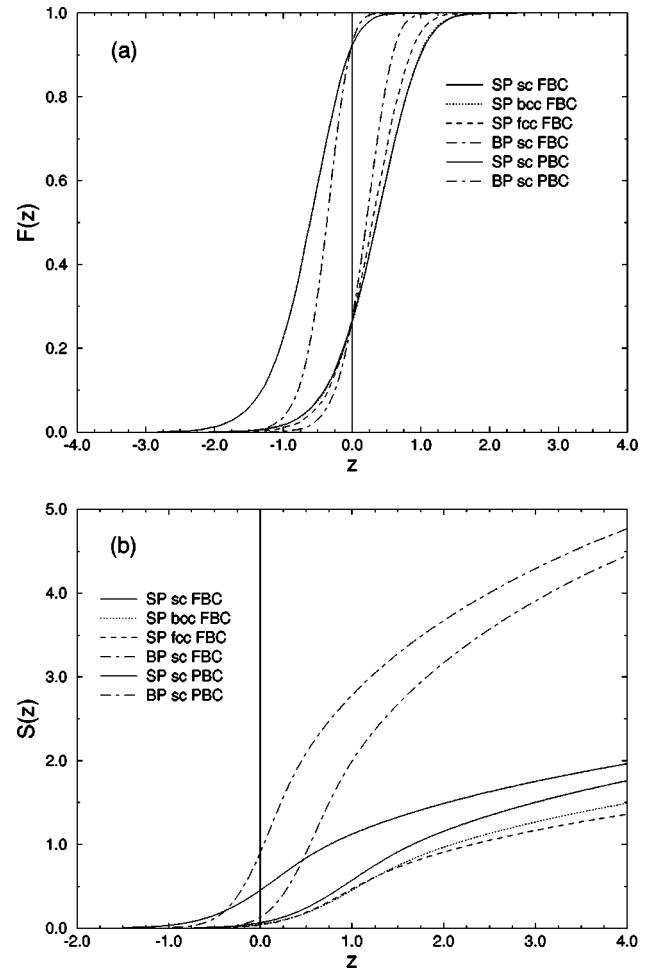 1.0
(a)
0.8
0.6
0.4
0.2
0.0
F(z)
SP sc FBC
SP bcc FBC
SP fcc FBC
BP sc FBC
SP sc PBC
BP sc PBC
-4.0 -3.0 -2.0 -1.0 0.0 1.0 2.0 3.0 4.0
z
5.0
(b)
4.0
3.0
2.0
1.0
0.0
S(z)
SP sc FBC
SP bcc FBC
SP fcc FBC
BP sc FBC
SP sc PBC
BP sc PBC
-2.0 -1.0 0.0 1.0 2.0 3.0 4.0
z